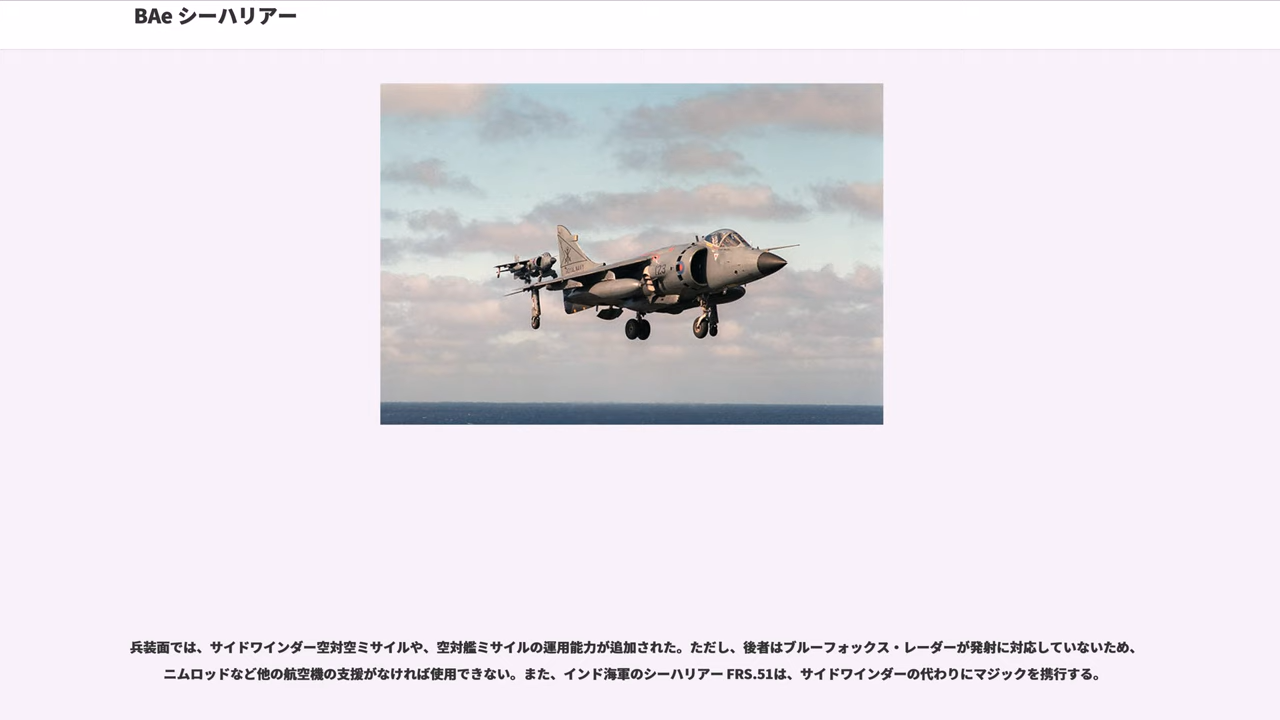 BAe シーハリアー
兵装面では、サイドワインダー空対空ミサイルや、空対艦ミサイルの運用能力が追加された。ただし、後者はブルーフォックス・レーダーが発射に対応していないため、
ニムロッドなど他の航空機の支援がなければ使用できない。また、インド海軍のシーハリアー FRS.51は、サイドワインダーの代わりにマジックを携行する。